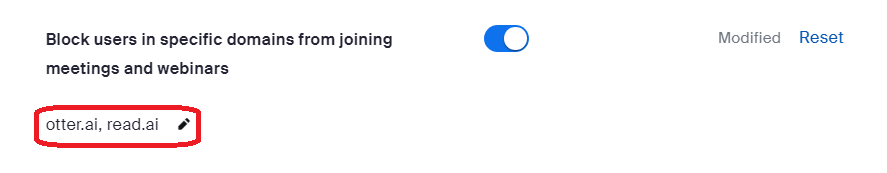 Block users in specific domains from joining
meetings and webinars
Modified Reset
otter.ai, read.ai